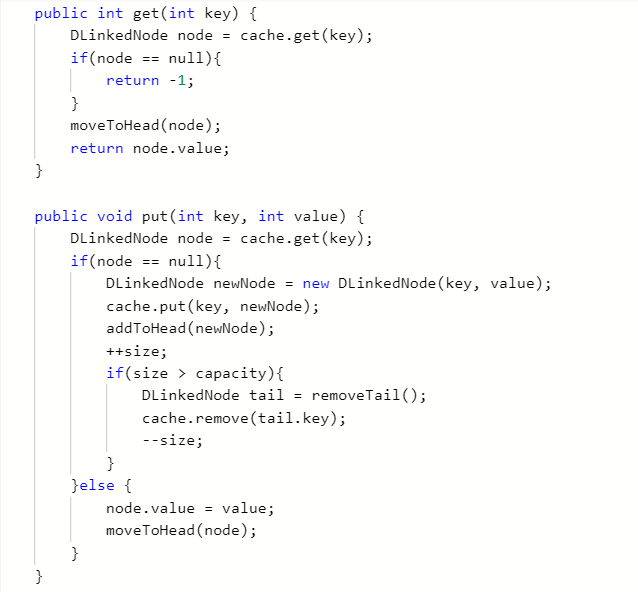 public int get(int key) {
    DLinkedNode node = cache.get(key);
    if(node == null){
        return -1;
    }
    moveToHead(node);
    return node.value;
}

public void put(int key, int value) {
    DLinkedNode node = cache.get(key);
    if(node == null){
        DLinkedNode newNode = new DLinkedNode(key, value);
        cache.put(key, newNode);
        addToHead(newNode);
        ++size;
        if(size > capacity){
            DLinkedNode tail = removeTail();
            cache.remove(tail.key);
            --size;
        }
    }else {
        node.value = value;
        moveToHead(node);
    }
}